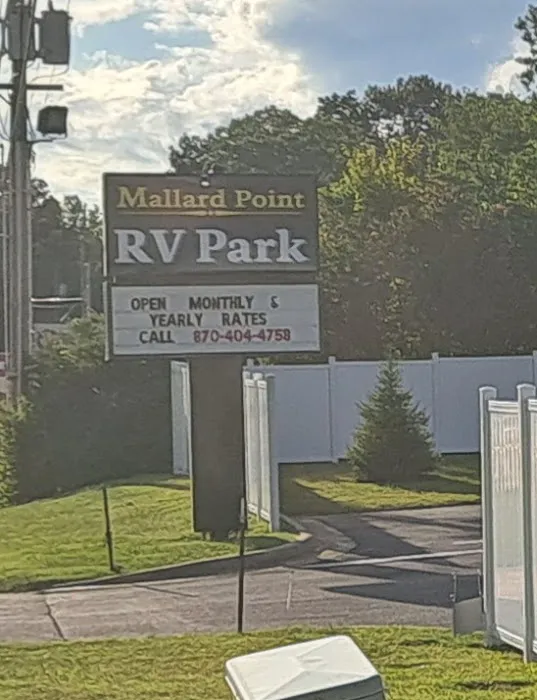 Mallard Point
RV Park
OPEN MONTHLY &
YEARLY RATES
CALL 870-404-4758